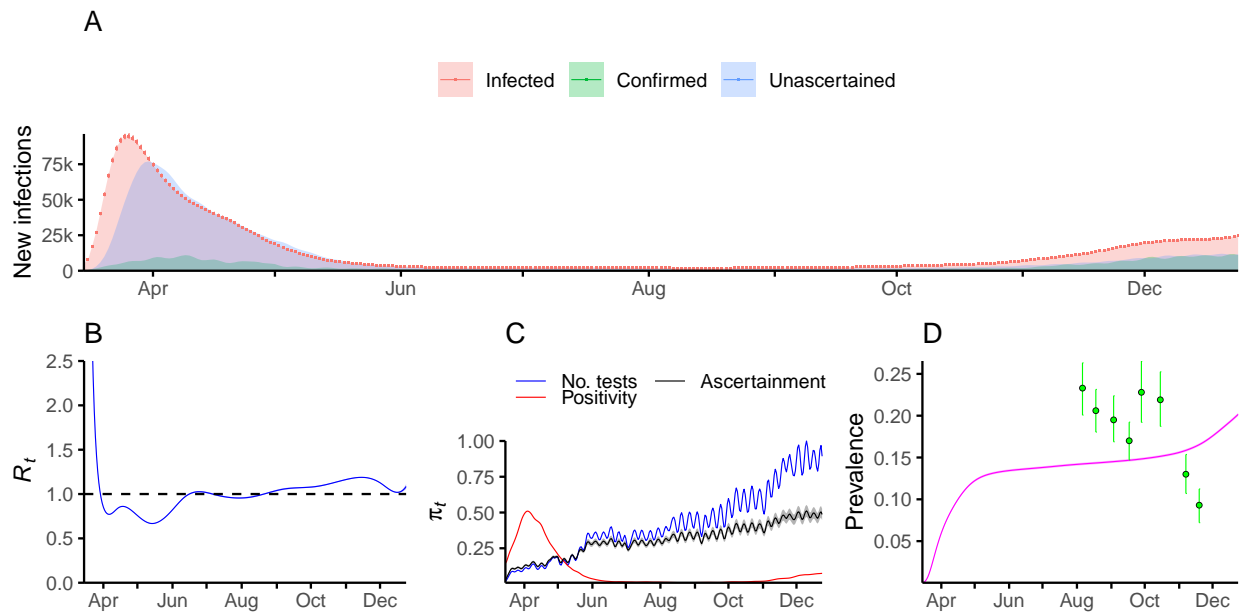 A
Infected Confirmed Unascertained
New infections
75k
50k
25k
0
Apr Jun Aug Oct Dec
B
R_t
2.5
2.0
1.5
1.0
0.5
0.0
Apr Jun Aug Oct Dec
C
No. tests Ascertainment
Positivity
π_t
1.00
0.75
0.50
0.25
Apr Jun Aug Oct Dec
D
Prevalence
0.25
0.20
0.15
0.10
0.05
Apr Jun Aug Oct Dec